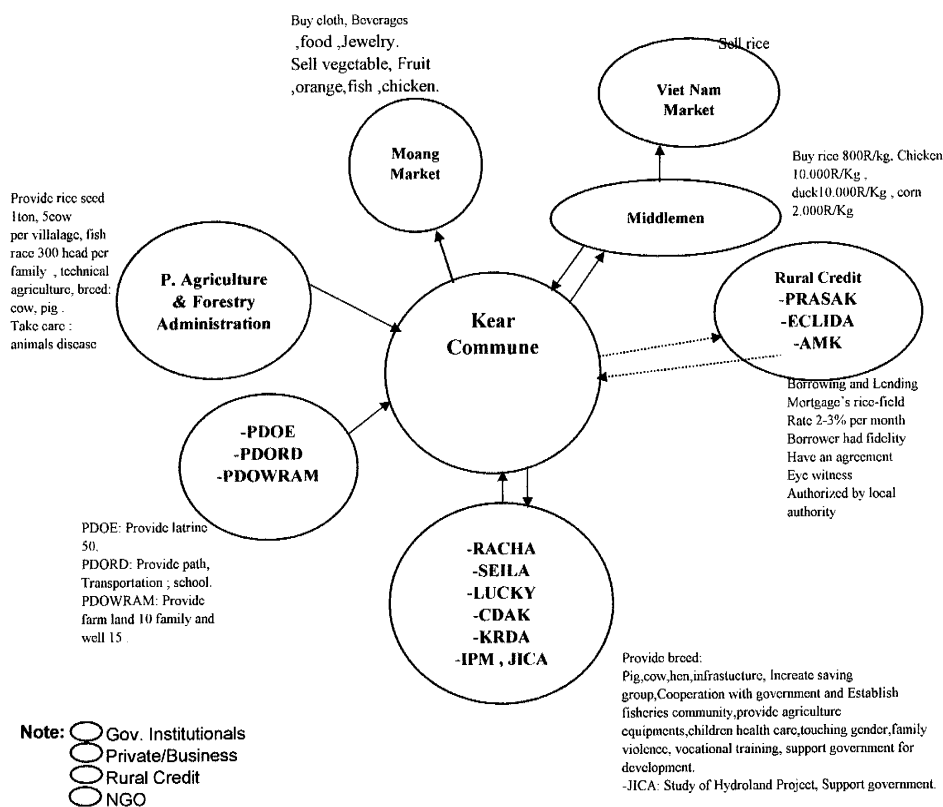 Buy cloth, Beverages
,food ,Jewelry.
Sell vegetable, Fruit
,orange,fish ,chicken.
Sell rice
Viet Nam
Market
Moang
Market
Buy rice 800R/kg, Chicken
10.000R/Kg ,
duck10.000R/Kg , corn
2.000R/Kg
Middlemen
Provide rice seed
1ton, 5cow
per villalage, fish
race 300 head per
family , technical
agriculture, breed:
cow, pig .
Take care :
animals disease
P. Agriculture
& Forestry
Administration
Kear
Commune
Rural Credit
-PRASAK
-ECLIDA
-AMK
Borrowing and Lending
Mortgage's rice-field
Rate 2-3% per month
Borrower had fidelity
Have an agreement
Eye witness
Authorized by local
authority
-PDOE
-PDORD
-PDOWRAM
PDOE: Provide latrine
50.
PDORD: Provide path,
Transportation ; school.
PDOWRAM: Provide
farm land 10 family and
well 15 .
-RACHA
-SEILA
-LUCKY
-CDAK
-KRDA
-IPM , JICA
Provide breed:
Pig,cow,hen,infrastucture, Increate saving
group,Cooperation with government and Establish
fisheries community,provide agriculture
equipments,children health care,touching gender,family
violence, vocational training, support government for
development.
-JICA: Study of Hydroland Project, Support government.
Note:
Gov. Institutionals
Private/Business
Rural Credit
NGO